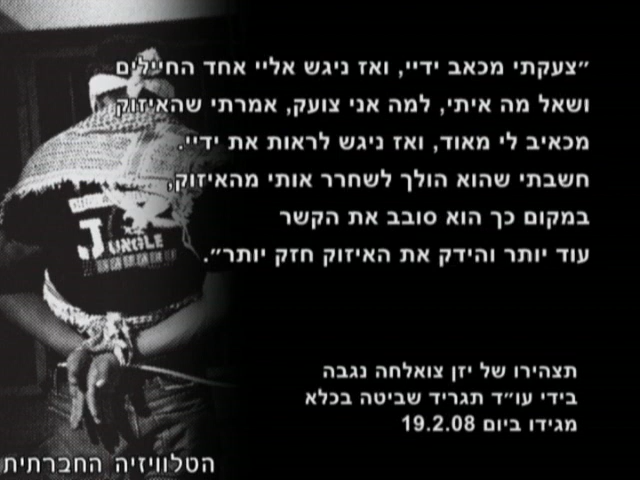 ״צעקתי מכאב ידיי, ואז ניגש אליי אחד החיילים
ושאל מה איתי, למה אני צועק, אמרתי שהאיזוק
מכאיב לי מאוד, ואז ניגש לראות את ידיי.
חשבתי שהוא הולך לשחרר אותי מהאיזוק,
במקום כך הוא סובב את הקשר
עוד יותר והידק את האיזוק חזק יותר״.
JUNGLE
תצהירו של יזן צואלחה נגבה
בידי עו״ד תגריד שביטה בכלא
מגידו ביום 19.2.08
הטלוויזיה החברתית